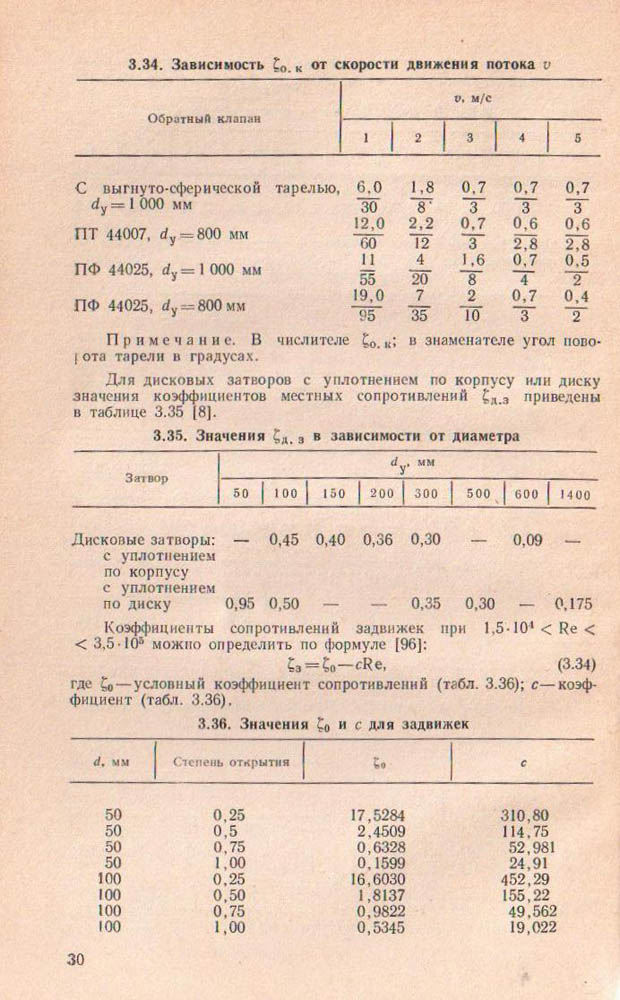 3.34. Зависимость ζо. к от скорости движения потока v
Обратный клапан
v, м/с
1 2 3 4 5
С выгнуто-сферической тарелью, 6,0 1,8 0,7 0,7 0,7
dу = 1 000 мм 30 8 3 3 3
12,0 2,2 0,7 0,6 0,6
ПТ 44007, dу = 800 мм
60 12 3 2,8 2,8
11 4 1,6 0,7 0,5
ПФ 44025, dу = 1 000 мм
55 20 8 4 2
19,0 7 2 0,7 0,4
ПФ 44025, dу = 800 мм
95 35 10 3 2
Примечание. В числителе ζо. к; в знаменателе угол пово-
рота тарели в градусах.
Для дисковых затворов с уплотнением по корпусу или диску
значения коэффициентов местных сопротивлений ζд.з приведены
в таблице 3.35 [8].
3.35. Значения ζд. з в зависимости от диаметра
Затвор
dу, мм
50 100 150 200 300 500 600 1400
Дисковые затворы: — 0,45 0,40 0,36 0,30 — 0,09 —
с уплотнением
по корпусу
с уплотнением
по диску 0,95 0,50 — — 0,35 0,30 — 0,175
Коэффициенты сопротивлений задвижек при 1,5·10⁴ < Re <
< 3,5·10⁵ можно определить по формуле [96]:
ζз = ζ₀—cRe, (3.34)
где ζ₀—условный коэффициент сопротивлений (табл. 3.36); c—коэф-
фициент (табл. 3.36).
3.36. Значения ζ₀ и c для задвижек
d, мм Степень открытия ζ₀ c
50 0,25 17,5284 310,80
50 0,5 2,4509 114,75
50 0,75 0,6328 52,981
50 1,00 0,1599 24,91
100 0,25 16,6030 452,29
100 0,50 1,8137 155,22
100 0,75 0,9822 49,562
100 1,00 0,5345 19,022
30